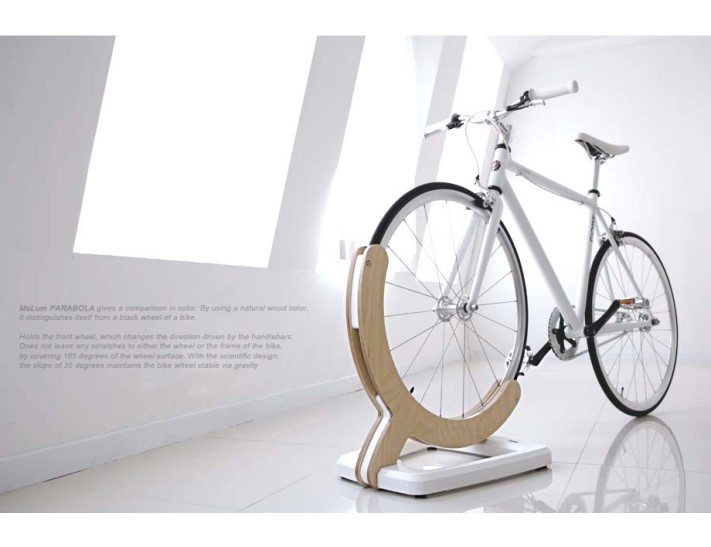 MoLum PARABOLA gives a comparison in color. By using a natural wood color,
it distinguishes itself from a black wheel of a bike.
Holds the front wheel, which changes the direction driven by the handlebars.
Does not leave any scratches to either the wheel or the frame of the bike,
by covering 103 degrees of the wheel surface. With the scientific design,
the slope of 35 degrees maintains the bike wheel stable via gravity